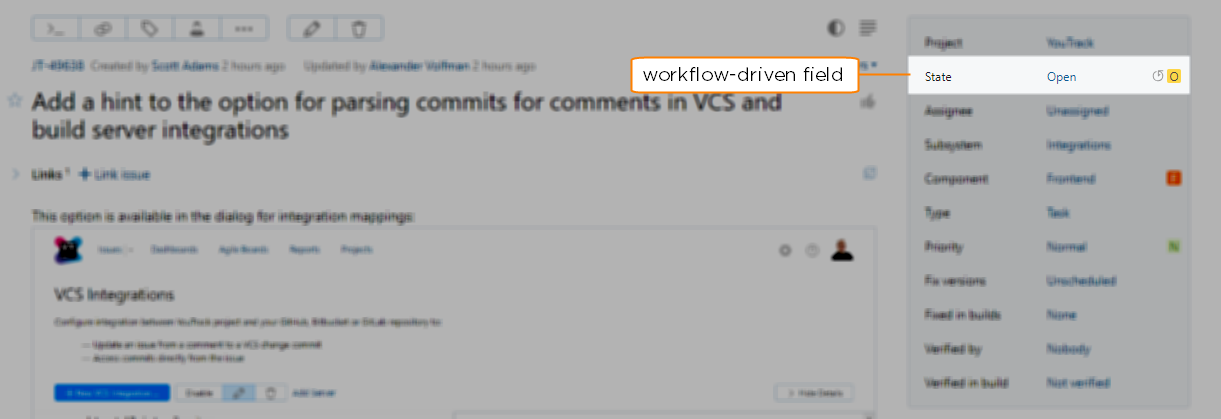 JT-49638 Created by Scott Adams 2 hours ago Updated by Alexander Volfman 2 hours ago
Add a hint to the option for parsing commits for comments in VCS and
build server integrations
Links 1 + Link issue
This option is available in the dialog for integration mappings:
Issues Dashboards Agile Boards Reports Projects
VCS Integrations
Configure integration between YouTrack project and your GitHub, Bitbucket or GitLab repository to:
— Update an issue from a comment to a VCS change commit
— Access commits directly from the issue
+ New VCS integration... Enable Add Server Hide Details
workflow-driven field
Project YouTrack
State Open O
Assignee Unassigned
Subsystem Integrations
Component Frontend
Type Task
Priority Normal N
Fix versions Unscheduled
Fixed in builds None
Verified by Nobody
Verified in build Not verified